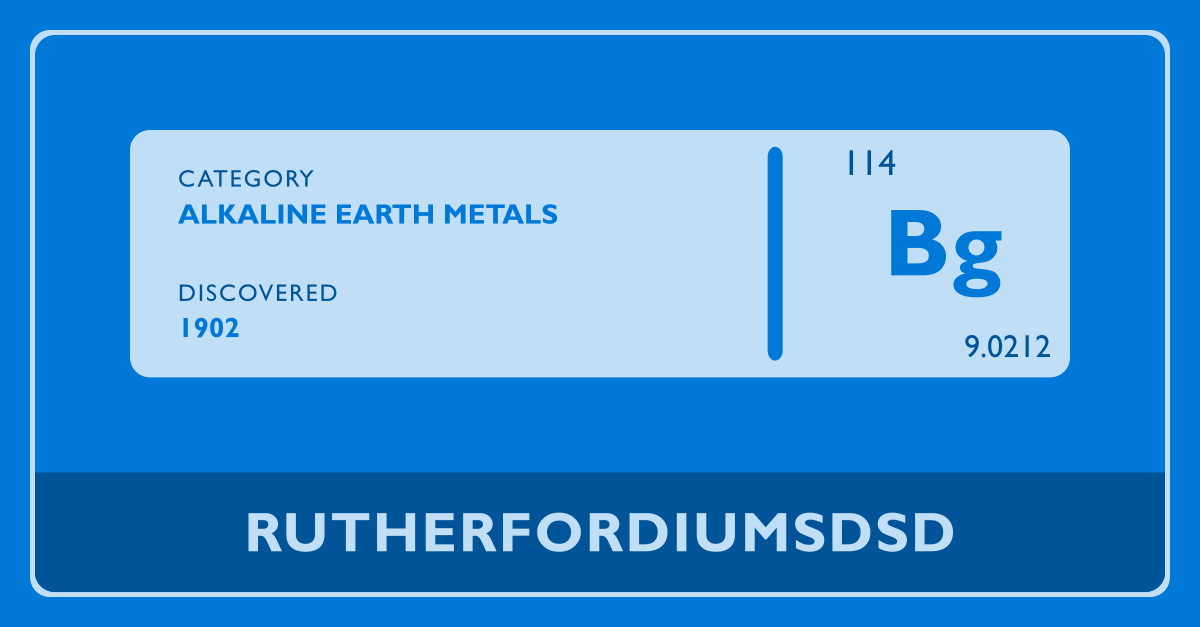 CATEGORY
ALKALINE EARTH METALS
DISCOVERED
1902
114
Bg
9.0212
RUTHERFORDIUMSDSD